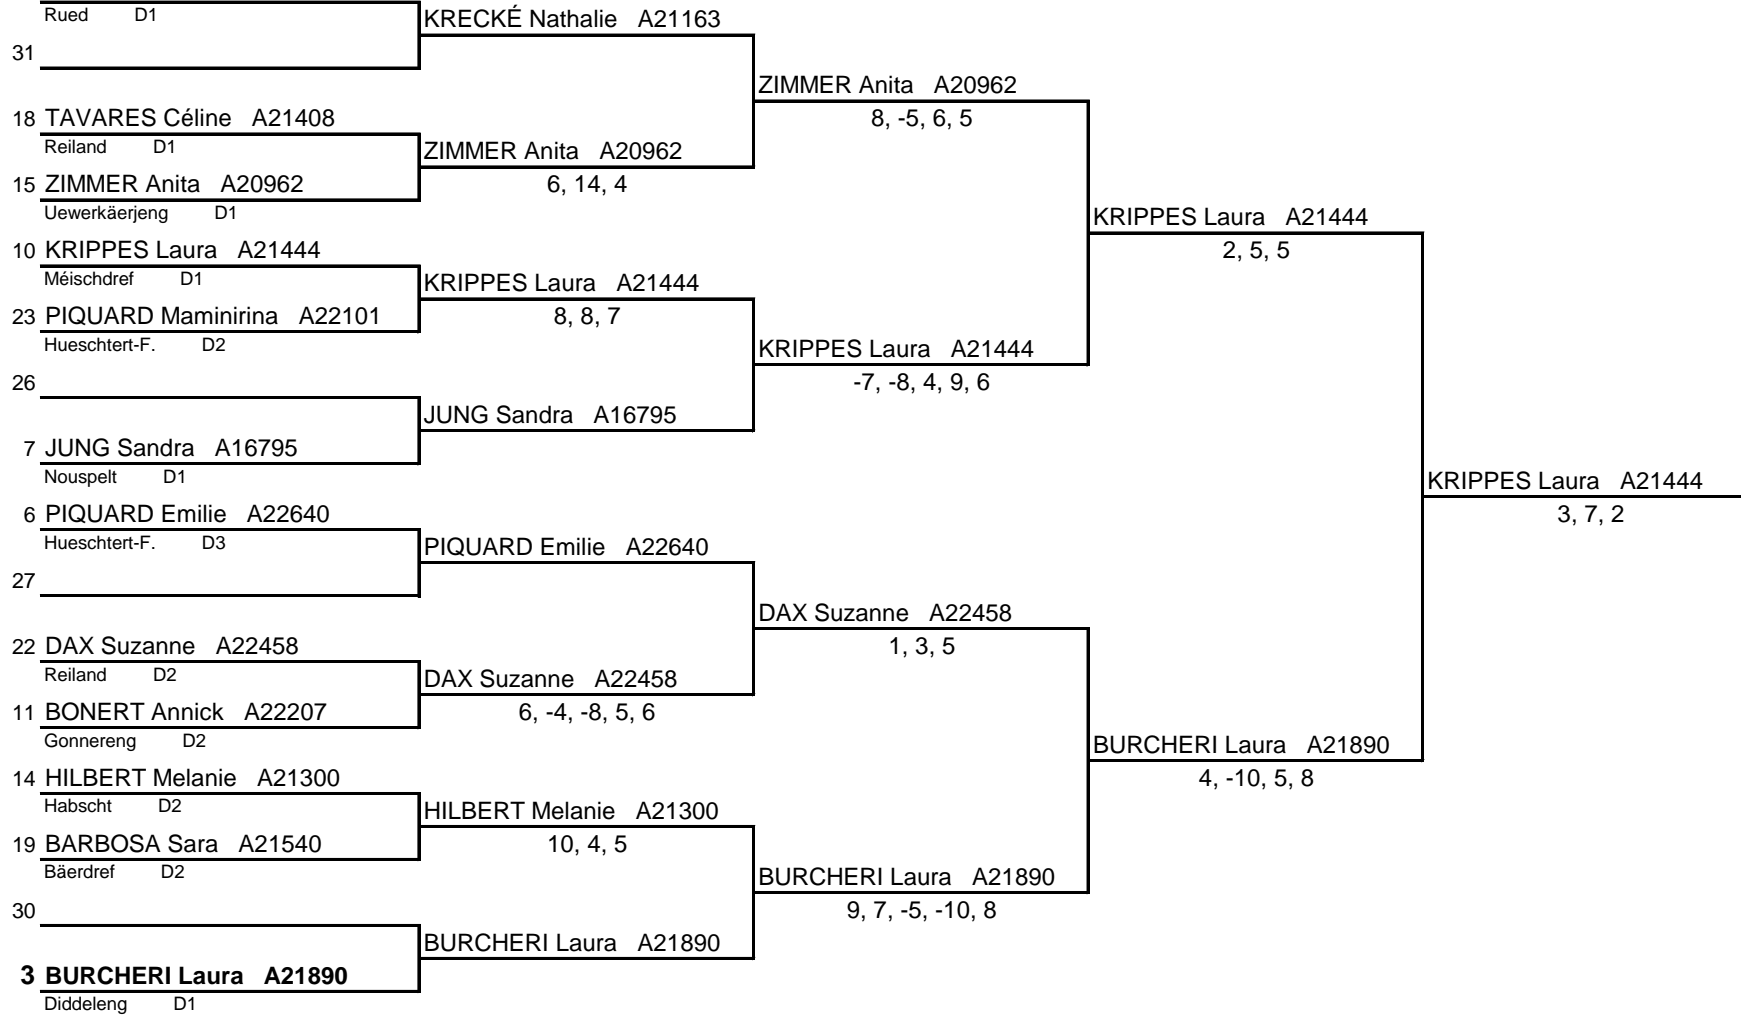 Rued D1
KRECKÉ Nathalie A21163
31
ZIMMER Anita A20962
8, -5, 6, 5
18 TAVARES Céline A21408
Reiland D1
ZIMMER Anita A20962
6, 14, 4
15 ZIMMER Anita A20962
Uewerkäerjeng D1
KRIPPES Laura A21444
2, 5, 5
10 KRIPPES Laura A21444
Méischdref D1
KRIPPES Laura A21444
8, 8, 7
23 PIQUARD Maminirina A22101
Hueschtert-F. D2
KRIPPES Laura A21444
-7, -8, 4, 9, 6
26
JUNG Sandra A16795
7 JUNG Sandra A16795
Nouspelt D1
KRIPPES Laura A21444
3, 7, 2
6 PIQUARD Emilie A22640
Hueschtert-F. D3
PIQUARD Emilie A22640
27
DAX Suzanne A22458
1, 3, 5
22 DAX Suzanne A22458
Reiland D2
DAX Suzanne A22458
6, -4, -8, 5, 6
11 BONERT Annick A22207
Gonnereng D2
BURCHERI Laura A21890
4, -10, 5, 8
14 HILBERT Melanie A21300
Habscht D2
HILBERT Melanie A21300
10, 4, 5
19 BARBOSA Sara A21540
Bäerdref D2
BURCHERI Laura A21890
9, 7, -5, -10, 8
30
BURCHERI Laura A21890
3 BURCHERI Laura A21890
Diddeleng D1